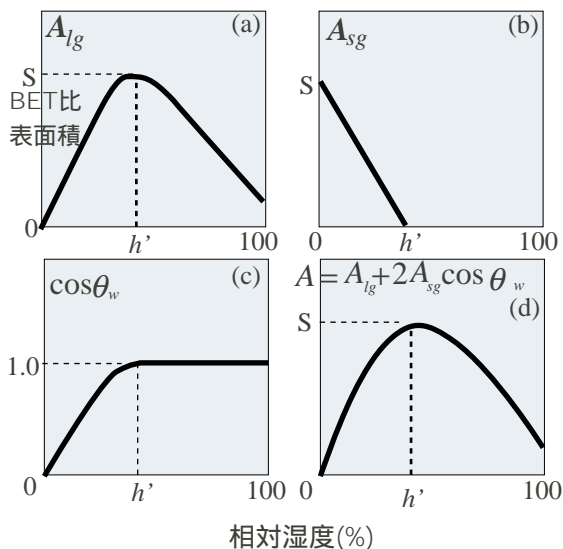 A_lg (a)
S
BET比
表面積
0
h’ 100
A_sg (b)
S
0 h’ 100
cosθ_w (c)
1.0
0
h’ 100
A = A_lg+2A_sg cos θ_w
(d)
S
0
h’ 100
相対湿度(%)